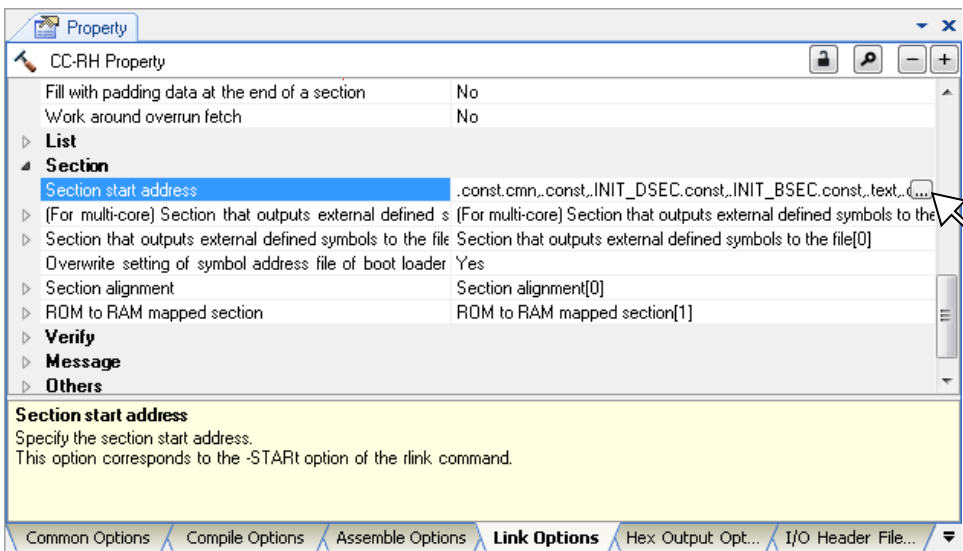 Property
CC-RH Property
Fill with padding data at the end of a section No
Work around overrun fetch No
List
Section
Section start address .const.cmn,.const,.INIT_DSEC.const,.INIT_BSEC.const,.text,.c...
(For multi-core) Section that outputs external defined s (For multi-core) Section that outputs external defined symbols to the
Section that outputs external defined symbols to the file Section that outputs external defined symbols to the file[0]
Overwrite setting of symbol address file of boot loader Yes
Section alignment Section alignment[0]
ROM to RAM mapped section ROM to RAM mapped section[1]
Verify
Message
Others
Section start address
Specify the section start address.
This option corresponds to the -STARt option of the rlink command.
Common Options Compile Options Assemble Options Link Options Hex Output Opt... I/O Header File...